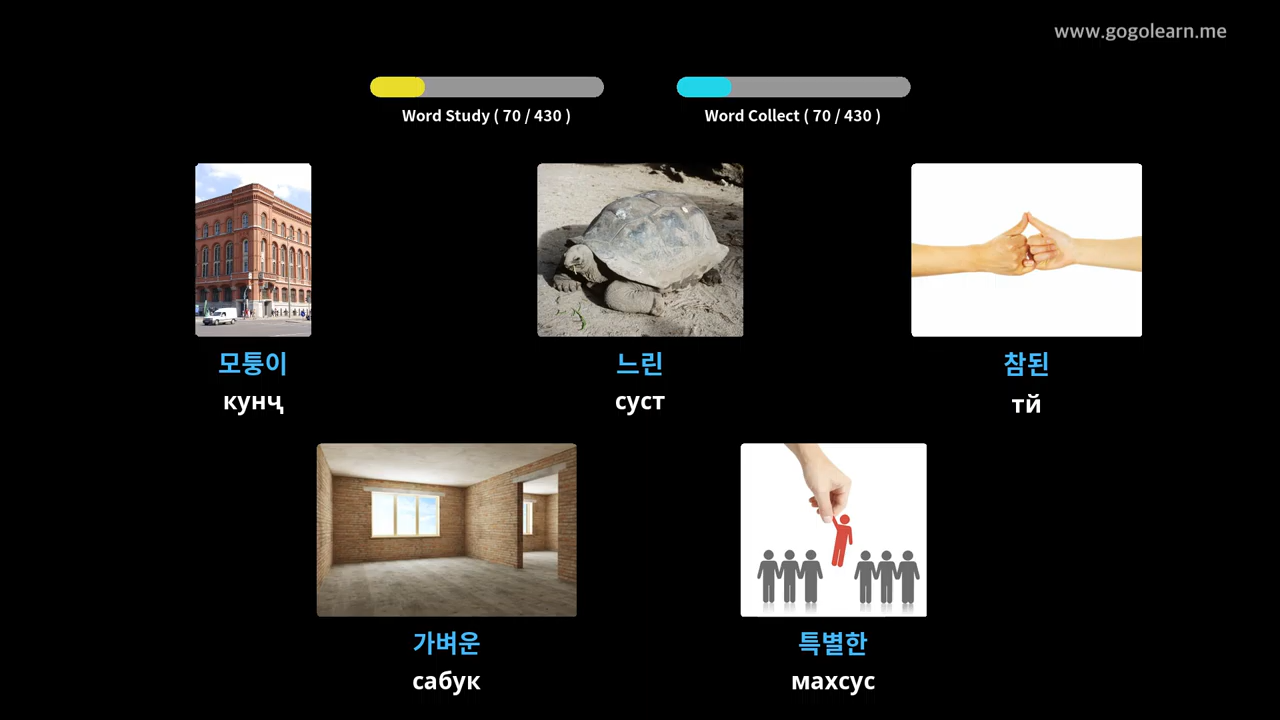 www.gogolearn.me
Word Study ( 70 / 430 )
Word Collect ( 70 / 430 )
모퉁이
кунҷ
느린
суст
참된
тй
가벼운
сабук
특별한
махсус